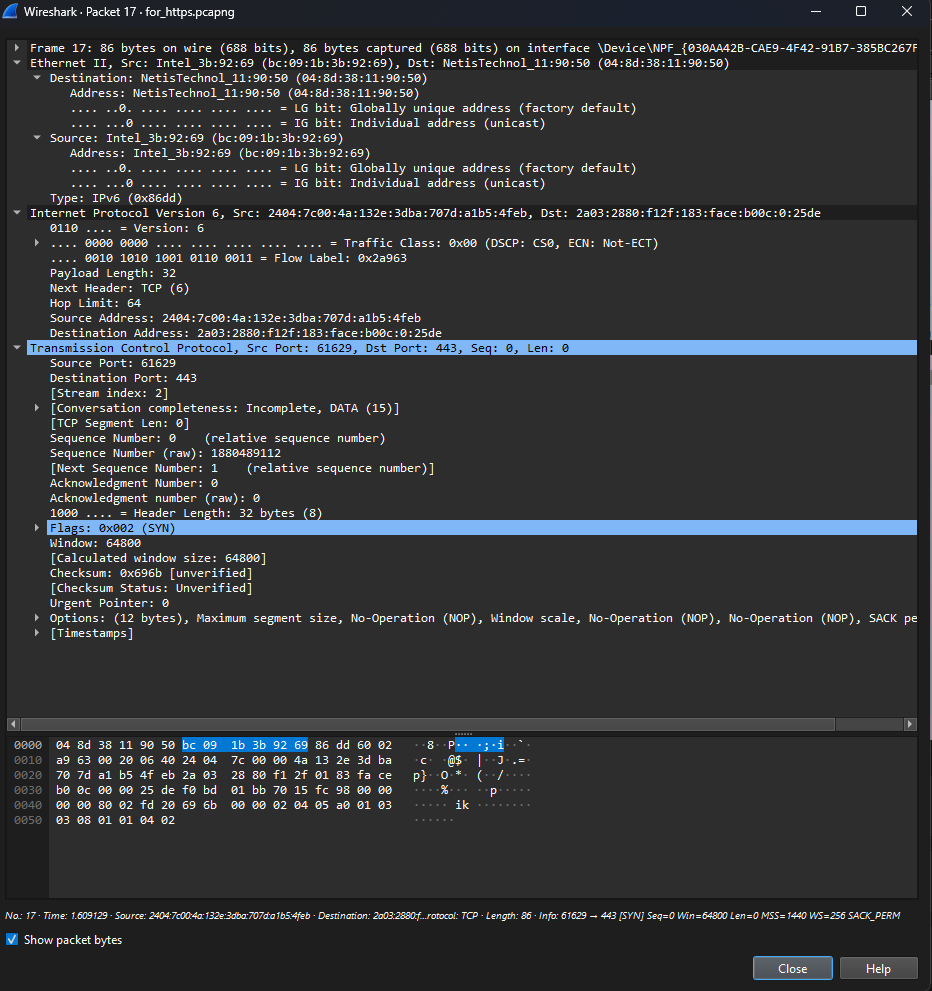 Wireshark · Packet 17 · for_https.pcapng
Frame 17: 86 bytes on wire (688 bits), 86 bytes captured (688 bits) on interface \Device\NPF_{030AA42B-CAE9-4F42-91B7-385BC267F
Ethernet II, Src: Intel_3b:92:69 (bc:09:1b:3b:92:69), Dst: NetisTechnol_11:90:50 (04:8d:38:11:90:50)
Destination: NetisTechnol_11:90:50 (04:8d:38:11:90:50)
Address: NetisTechnol_11:90:50 (04:8d:38:11:90:50)
.... ..0. .... .... .... .... = LG bit: Globally unique address (factory default)
.... ...0 .... .... .... .... = IG bit: Individual address (unicast)
Source: Intel_3b:92:69 (bc:09:1b:3b:92:69)
Address: Intel_3b:92:69 (bc:09:1b:3b:92:69)
.... ..0. .... .... .... .... = LG bit: Globally unique address (factory default)
.... ...0 .... .... .... .... = IG bit: Individual address (unicast)
Type: IPv6 (0x86dd)
Internet Protocol Version 6, Src: 2404:7c00:4a:132e:3dba:707d:a1b5:4feb, Dst: 2a03:2880:f12f:183:face:b00c:0:25de
0110 .... = Version: 6
.... 0000 0000 .... .... .... .... .... = Traffic Class: 0x00 (DSCP: CS0, ECN: Not-ECT)
.... 0010 1010 1001 0110 0011 = Flow Label: 0x2a963
Payload Length: 32
Next Header: TCP (6)
Hop Limit: 64
Source Address: 2404:7c00:4a:132e:3dba:707d:a1b5:4feb
Destination Address: 2a03:2880:f12f:183:face:b00c:0:25de
Transmission Control Protocol, Src Port: 61629, Dst Port: 443, Seq: 0, Len: 0
Source Port: 61629
Destination Port: 443
[Stream index: 2]
[Conversation completeness: Incomplete, DATA (15)]
[TCP Segment Len: 0]
Sequence Number: 0    (relative sequence number)
Sequence Number (raw): 1880489112
[Next Sequence Number: 1    (relative sequence number)]
Acknowledgment Number: 0
Acknowledgment number (raw): 0
1000 .... = Header Length: 32 bytes (8)
Flags: 0x002 (SYN)
Window: 64800
[Calculated window size: 64800]
Checksum: 0x696b [unverified]
[Checksum Status: Unverified]
Urgent Pointer: 0
Options: (12 bytes), Maximum segment size, No-Operation (NOP), Window scale, No-Operation (NOP), No-Operation (NOP), SACK pe
[Timestamps]
0000 04 8d 38 11 90 50 bc 09 1b 3b 92 69 86 dd 60 02 ··8··P·· ·;·i··`·
0010 a9 63 00 20 06 40 24 04 7c 00 00 4a 13 2e 3d ba ·c· ·@$· |··J·.=·
0020 70 7d a1 b5 4f eb 2a 03 28 80 f1 2f 01 83 fa ce p}··O·*· (··/····
0030 b0 0c 00 00 25 de f0 bd 01 bb 70 15 fc 98 00 00 ····%··· ··p·····
0040 00 00 80 02 fd 20 69 6b 00 00 02 04 05 a0 01 03 ····· ik ········
0050 03 08 01 01 04 02 ······
No.: 17 · Time: 1.609129 · Source: 2404:7c00:4a:132e:3dba:707d:a1b5:4feb · Destination: 2a03:2880:f...rotocol: TCP · Length: 86 · Info: 61629 → 443 [SYN] Seq=0 Win=64800 Len=0 MSS=1440 WS=256 SACK_PERM
Show packet bytes
Close
Help